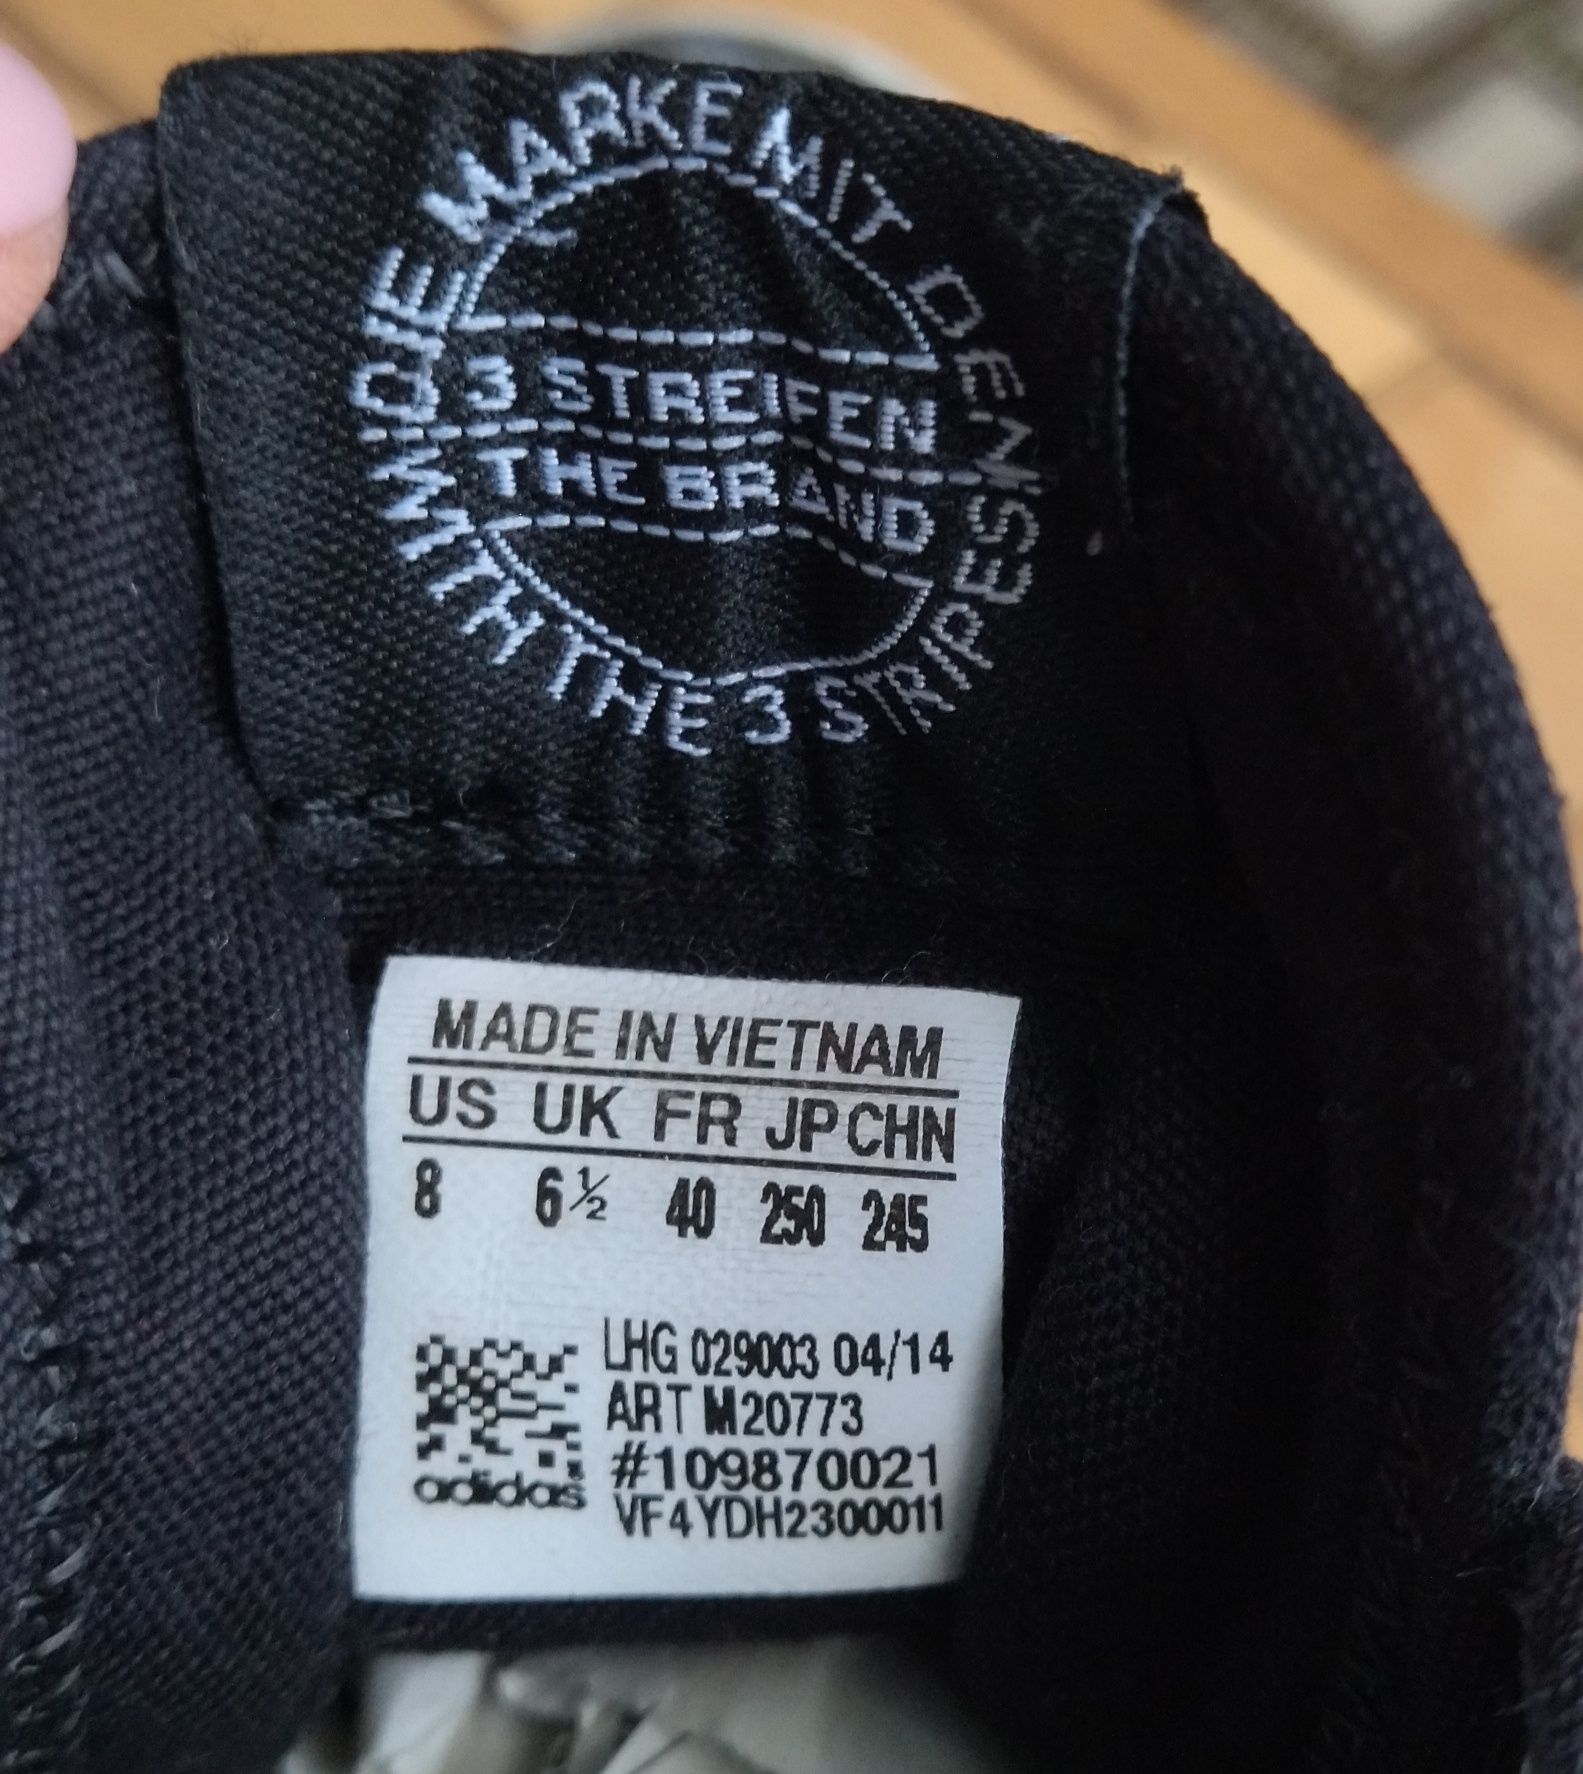 DIE MARKE MIT DEN
3 STREIFEN
THE BRAND
WITH THE 3 STRIPES
MADE IN VIETNAM
US UK FR JP CHN
8 6½ 40 250 245
LHG 029003 04/14
ART M20773
#109870021
VF4YDH2300011
adidas